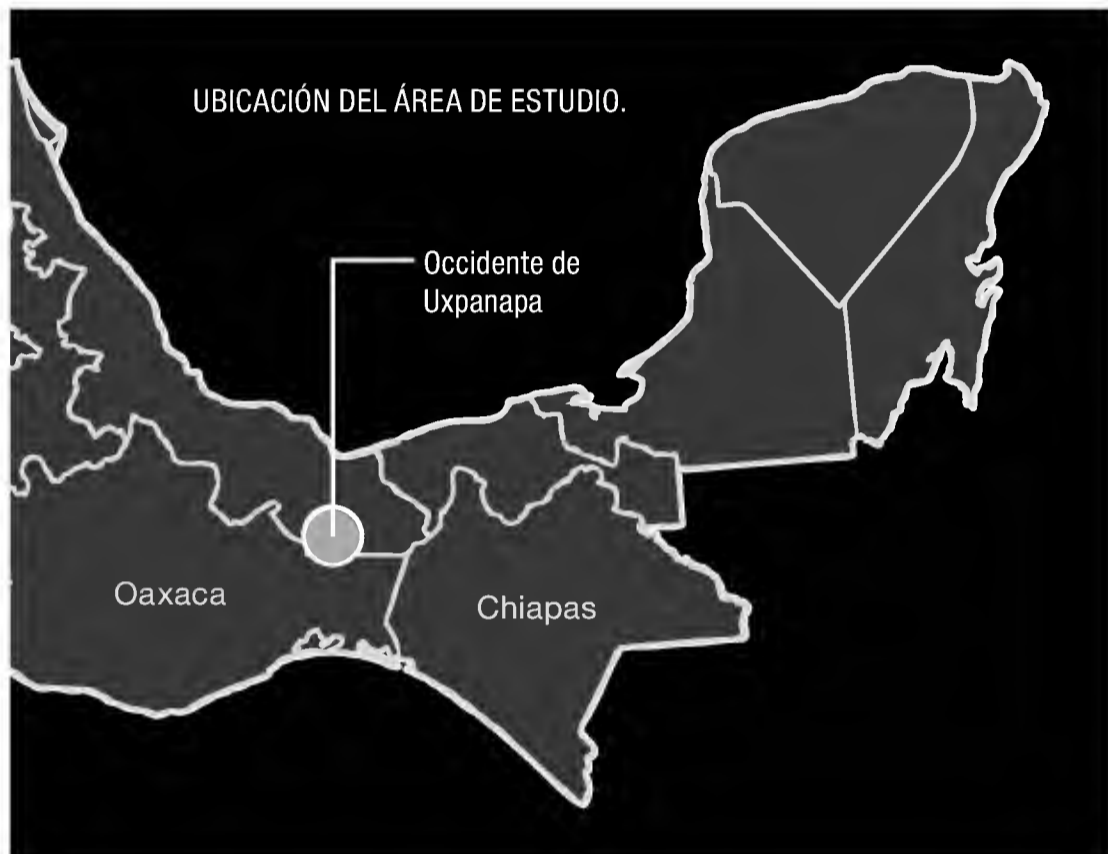 UBICACIÓN DEL ÁREA DE ESTUDIO.
Occidente de
Uxpanapa
Oaxaca
Chiapas